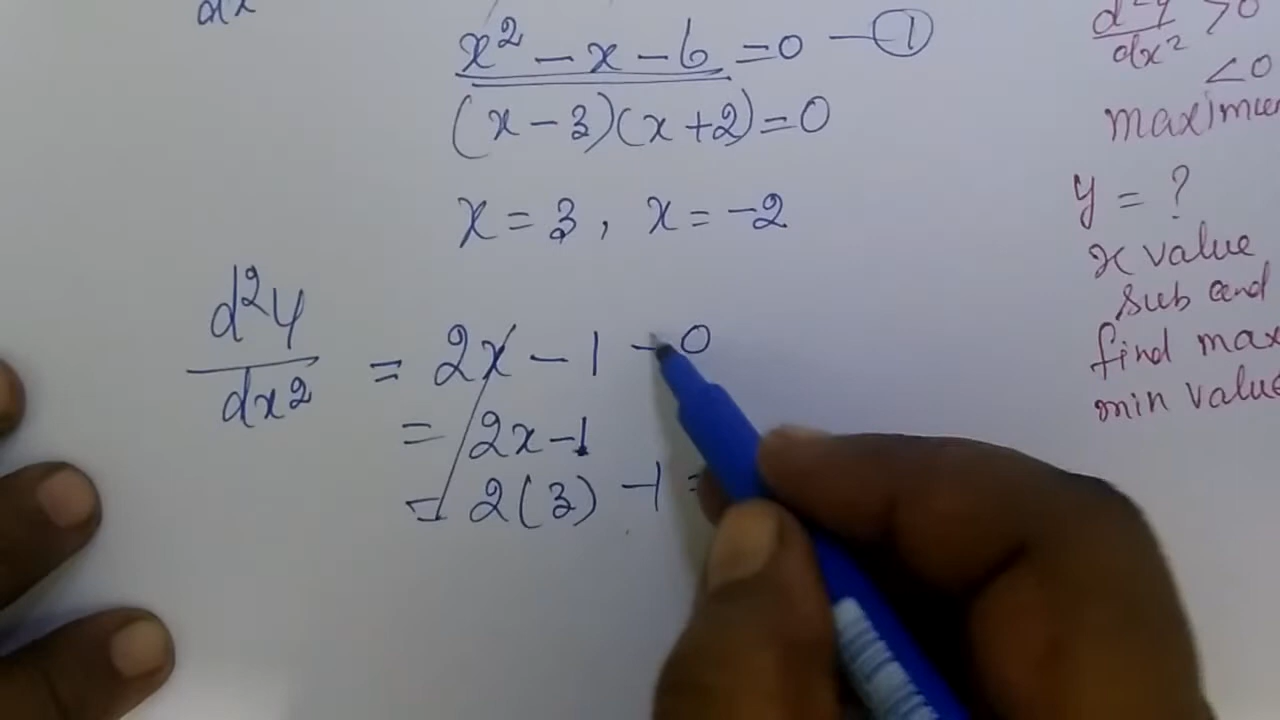 dx
x² - x - 6 = 0 — ①
(x - 3)(x + 2) = 0
x = 3 , x = -2
d²y
dx² = 2x - 1 - 0
= 2x - 1
= 2(3) - 1 =
d²y
dx² > 0
< 0
maximu
y = ?
x value
sub and
find max
min value